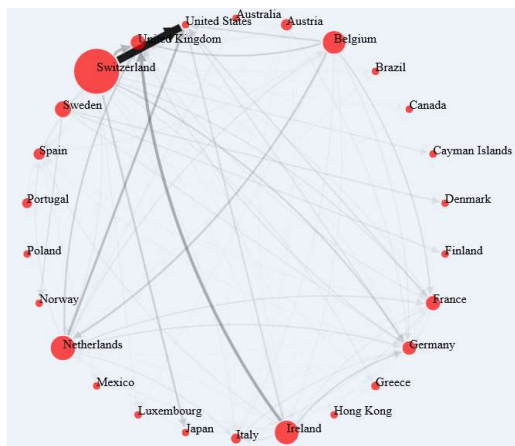 Australia
United States
Austria
United Kingdom
Belgium
Switzerland
Brazil
Sweden
Canada
Spain
Cayman Islands
Portugal
Denmark
Poland
Finland
Norway
France
Netherlands
Germany
Mexico
Greece
Luxembourg
Hong Kong
Japan
Italy
Ireland